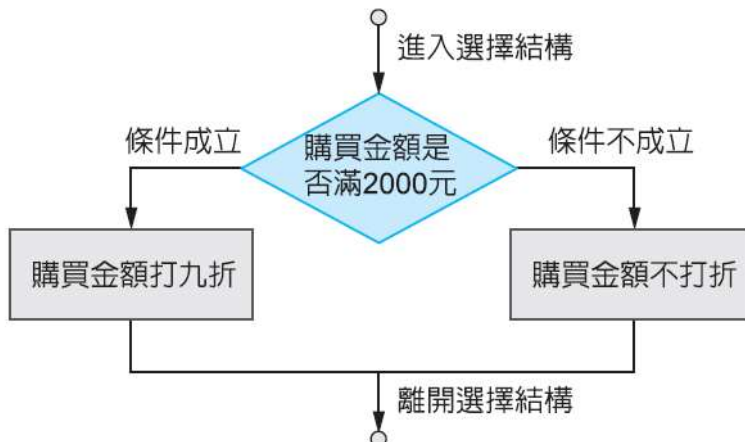 進入選擇結構
條件成立
購買金額是
否滿2000元
條件不成立
購買金額打九折
購買金額不打折
離開選擇結構